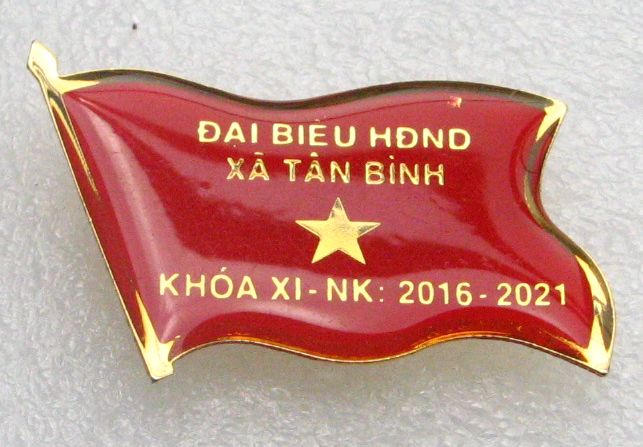 ĐẠI BIỂU HĐND
XÃ TÂN BÌNH
KHÓA XI - NK: 2016 - 2021